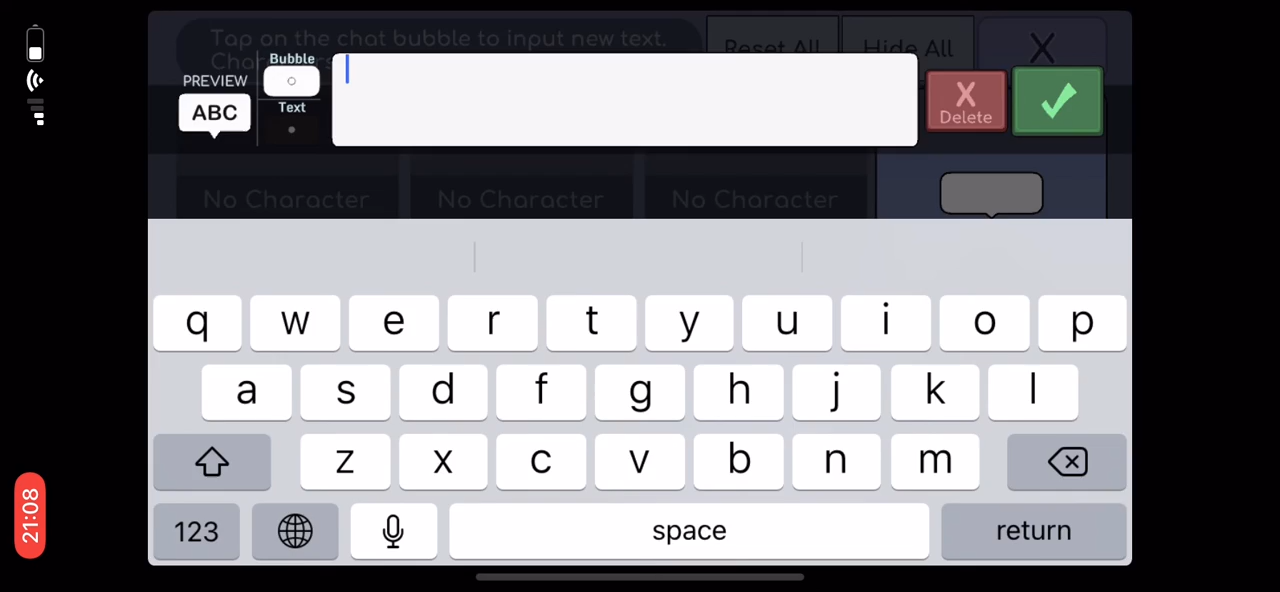 Tap on the chat bubble to input new text.
Reset All
Hide All
X
PREVIEW
ABC
Bubble
Text
X
Delete
No Character
No Character
No Character
q w e r t y u i o p
a s d f g h j k l
z x c v b n m
123
space
return
21:08